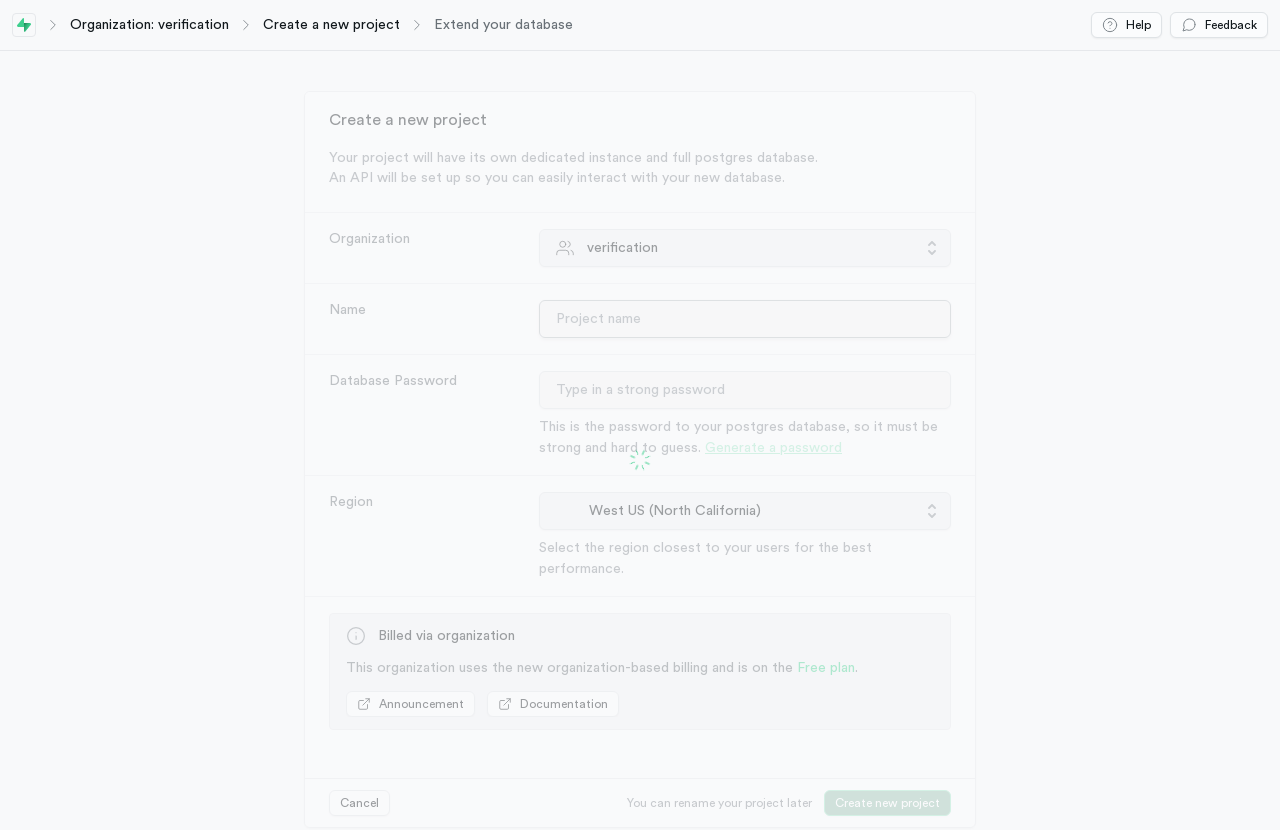 Organization: verification
Create a new project
Extend your database
Help
Feedback
Create a new project
Your project will have its own dedicated instance and full postgres database.
An API will be set up so you can easily interact with your new database.
Organization
verification
Name
Project name
Database Password
Type in a strong password
This is the password to your postgres database, so it must be
strong and hard to guess. Generate a password
Region
West US (North California)
Select the region closest to your users for the best
performance.
Billed via organization
This organization uses the new organization-based billing and is on the Free plan.
Announcement
Documentation
Cancel
You can rename your project later
Create new project